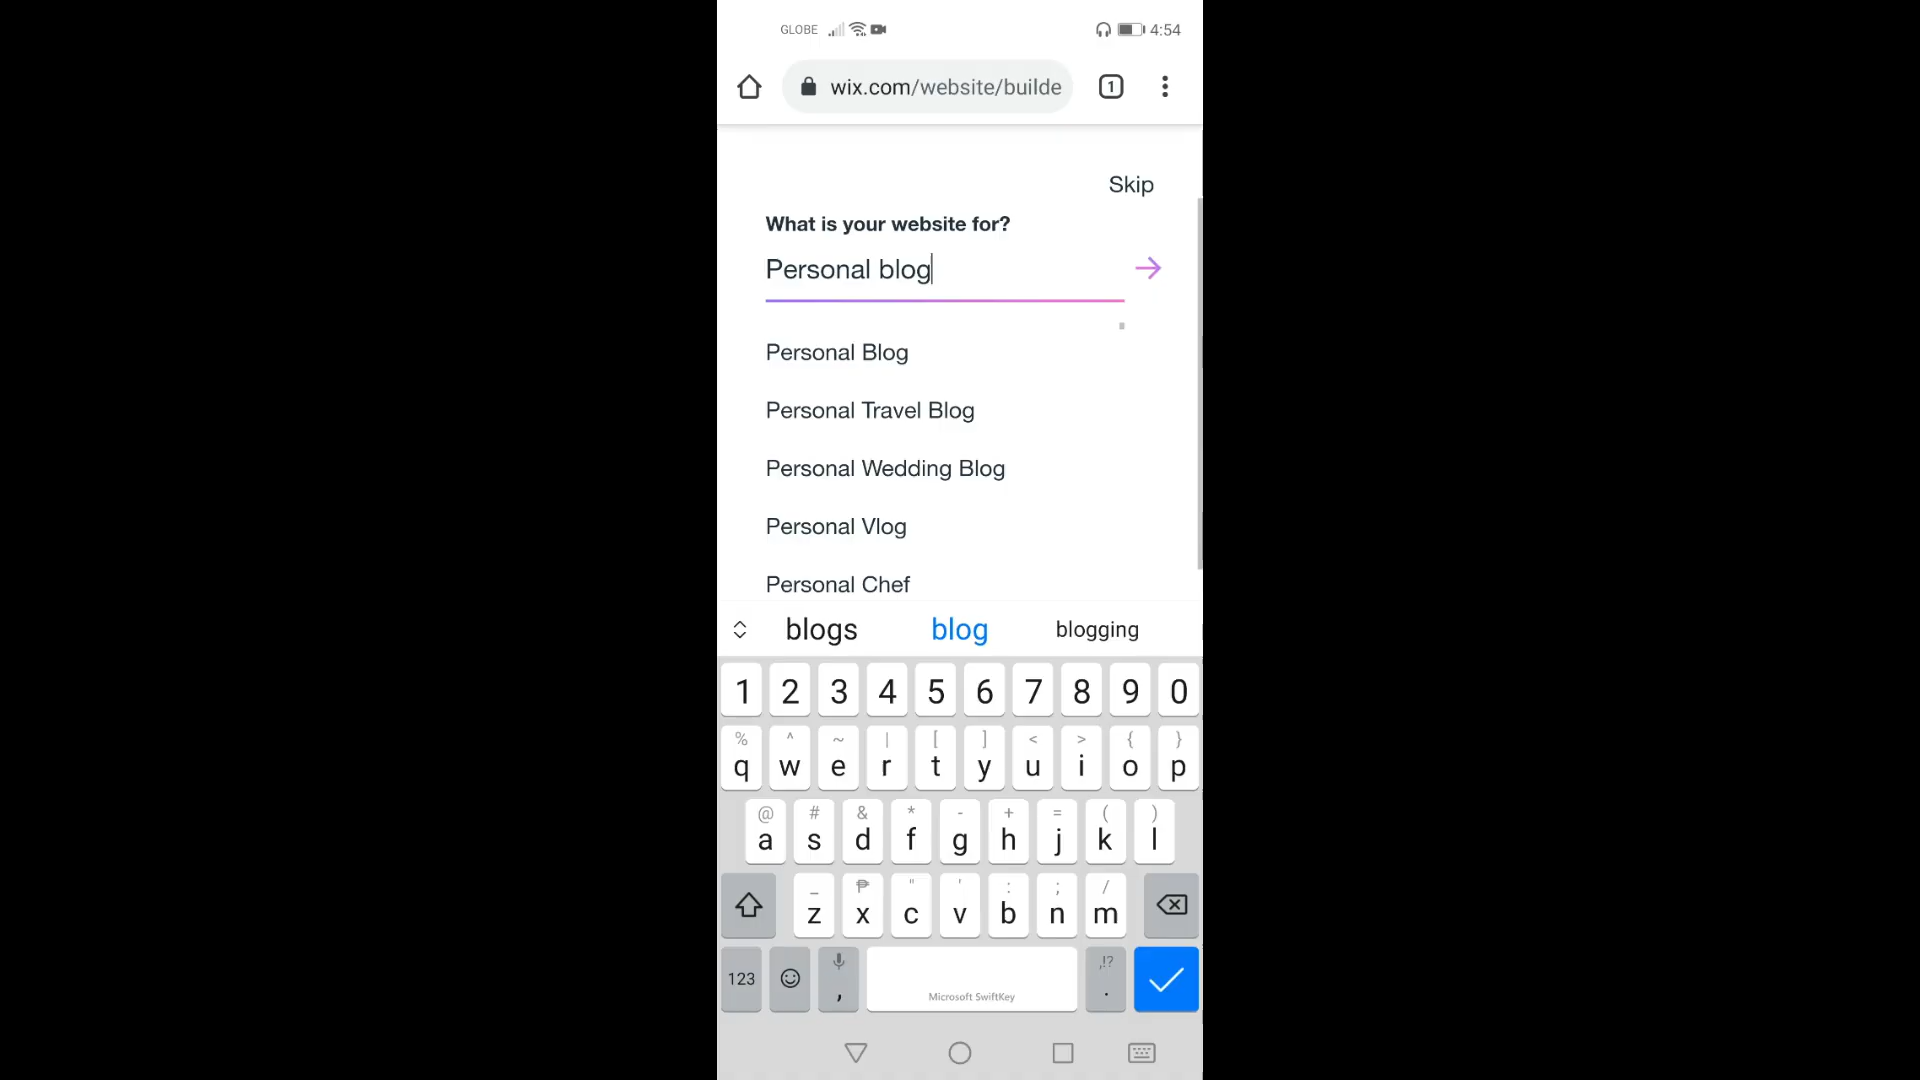 GLOBE 4:54
wix.com/website/builde 1
Skip
What is your website for?
Personal blog
Personal Blog
Personal Travel Blog
Personal Wedding Blog
Personal Vlog
Personal Chef
blogs blog blogging
1 2 3 4 5 6 7 8 9 0
% ^ ~ | [ ] < > { }
q w e r t y u i o p
@ # & * - + = ( )
a s d f g h j k l
_ ₱ " ' : ; /
z x c v b n m
,!?
123 , Microsoft SwiftKey .